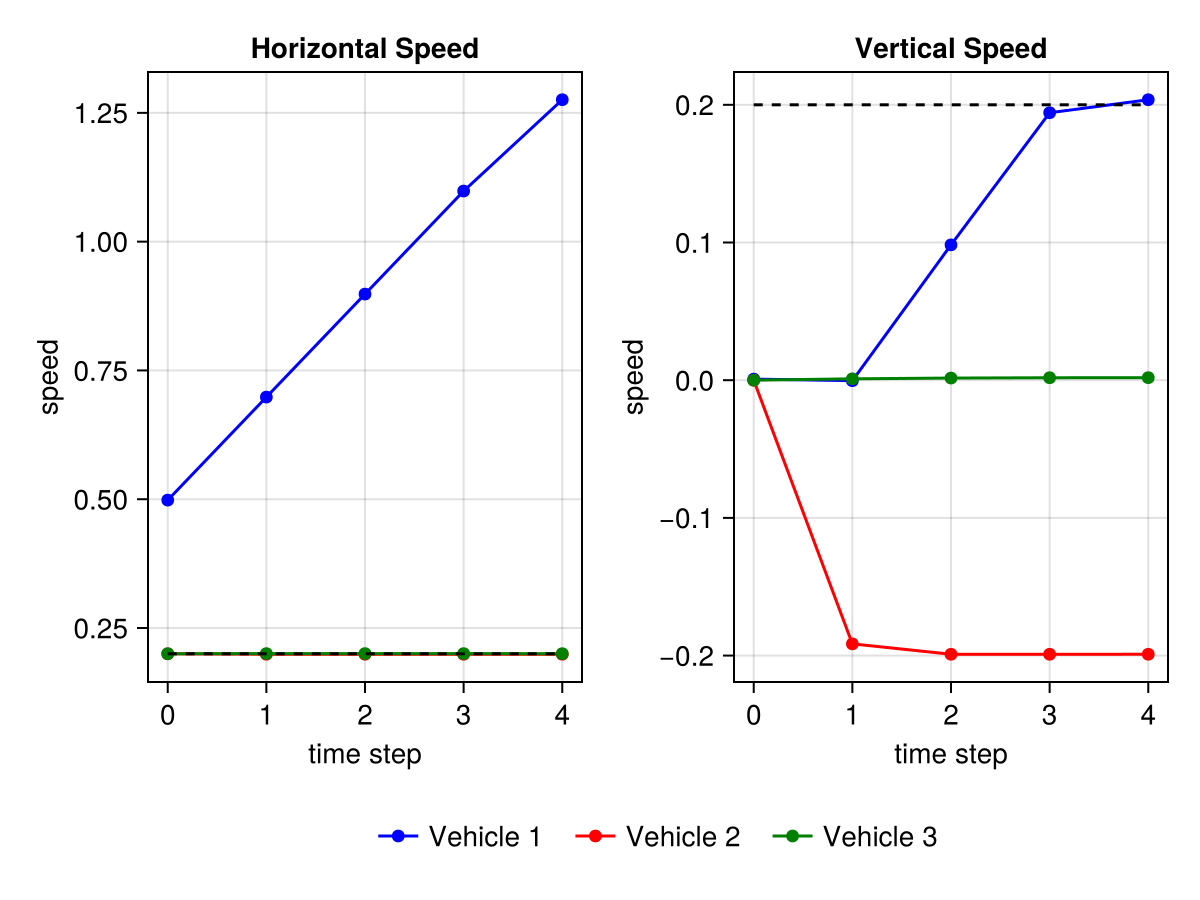 Horizontal Speed
1.25
1.00
0.75
0.50
0.25
speed
0 1 2 3 4
time step
Vertical Speed
0.2
0.1
0.0
−0.1
−0.2
speed
0 1 2 3 4
time step
Vehicle 1 Vehicle 2 Vehicle 3